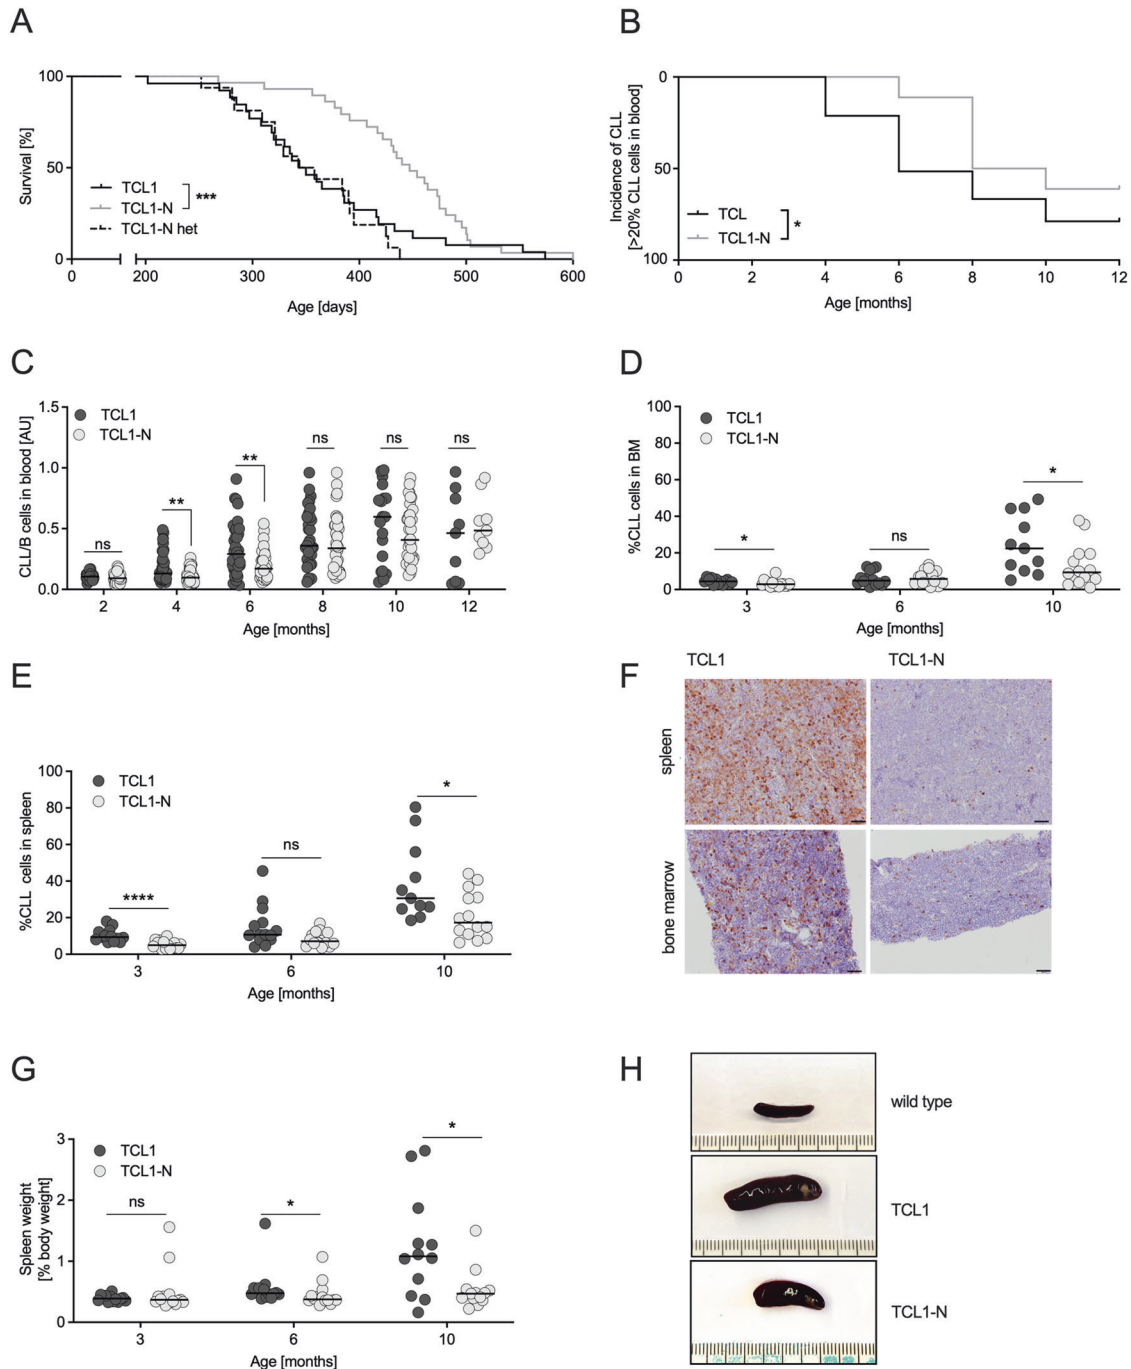 A
100
50
0
Survival [%]
TCL1
TCL1-N
TCL1-N het
***
0
200
300
400
500
600
Age [days]
B
0
50
100
Incidence of CLL
[>20% CLL cells in blood]
TCL
TCL1-N
*
0
2
4
6
8
10
12
Age [months]
C
1.5
1.0
0.5
0.0
CLL/B cells in blood [AU]
TCL1
TCL1-N
ns
**
**
ns
ns
ns
2
4
6
8
10
12
Age [months]
D
100
80
60
40
20
0
%CLL cells in BM
TCL1
TCL1-N
*
ns
*
3
6
10
Age [months]
E
100
80
60
40
20
0
%CLL cells in spleen
TCL1
TCL1-N
****
ns
*
3
6
10
Age [months]
F
TCL1
TCL1-N
spleen
bone marrow
G
3
2
1
0
Spleen weight
[% body weight]
TCL1
TCL1-N
ns
*
*
3
6
10
Age [months]
H
wild type
TCL1
TCL1-N